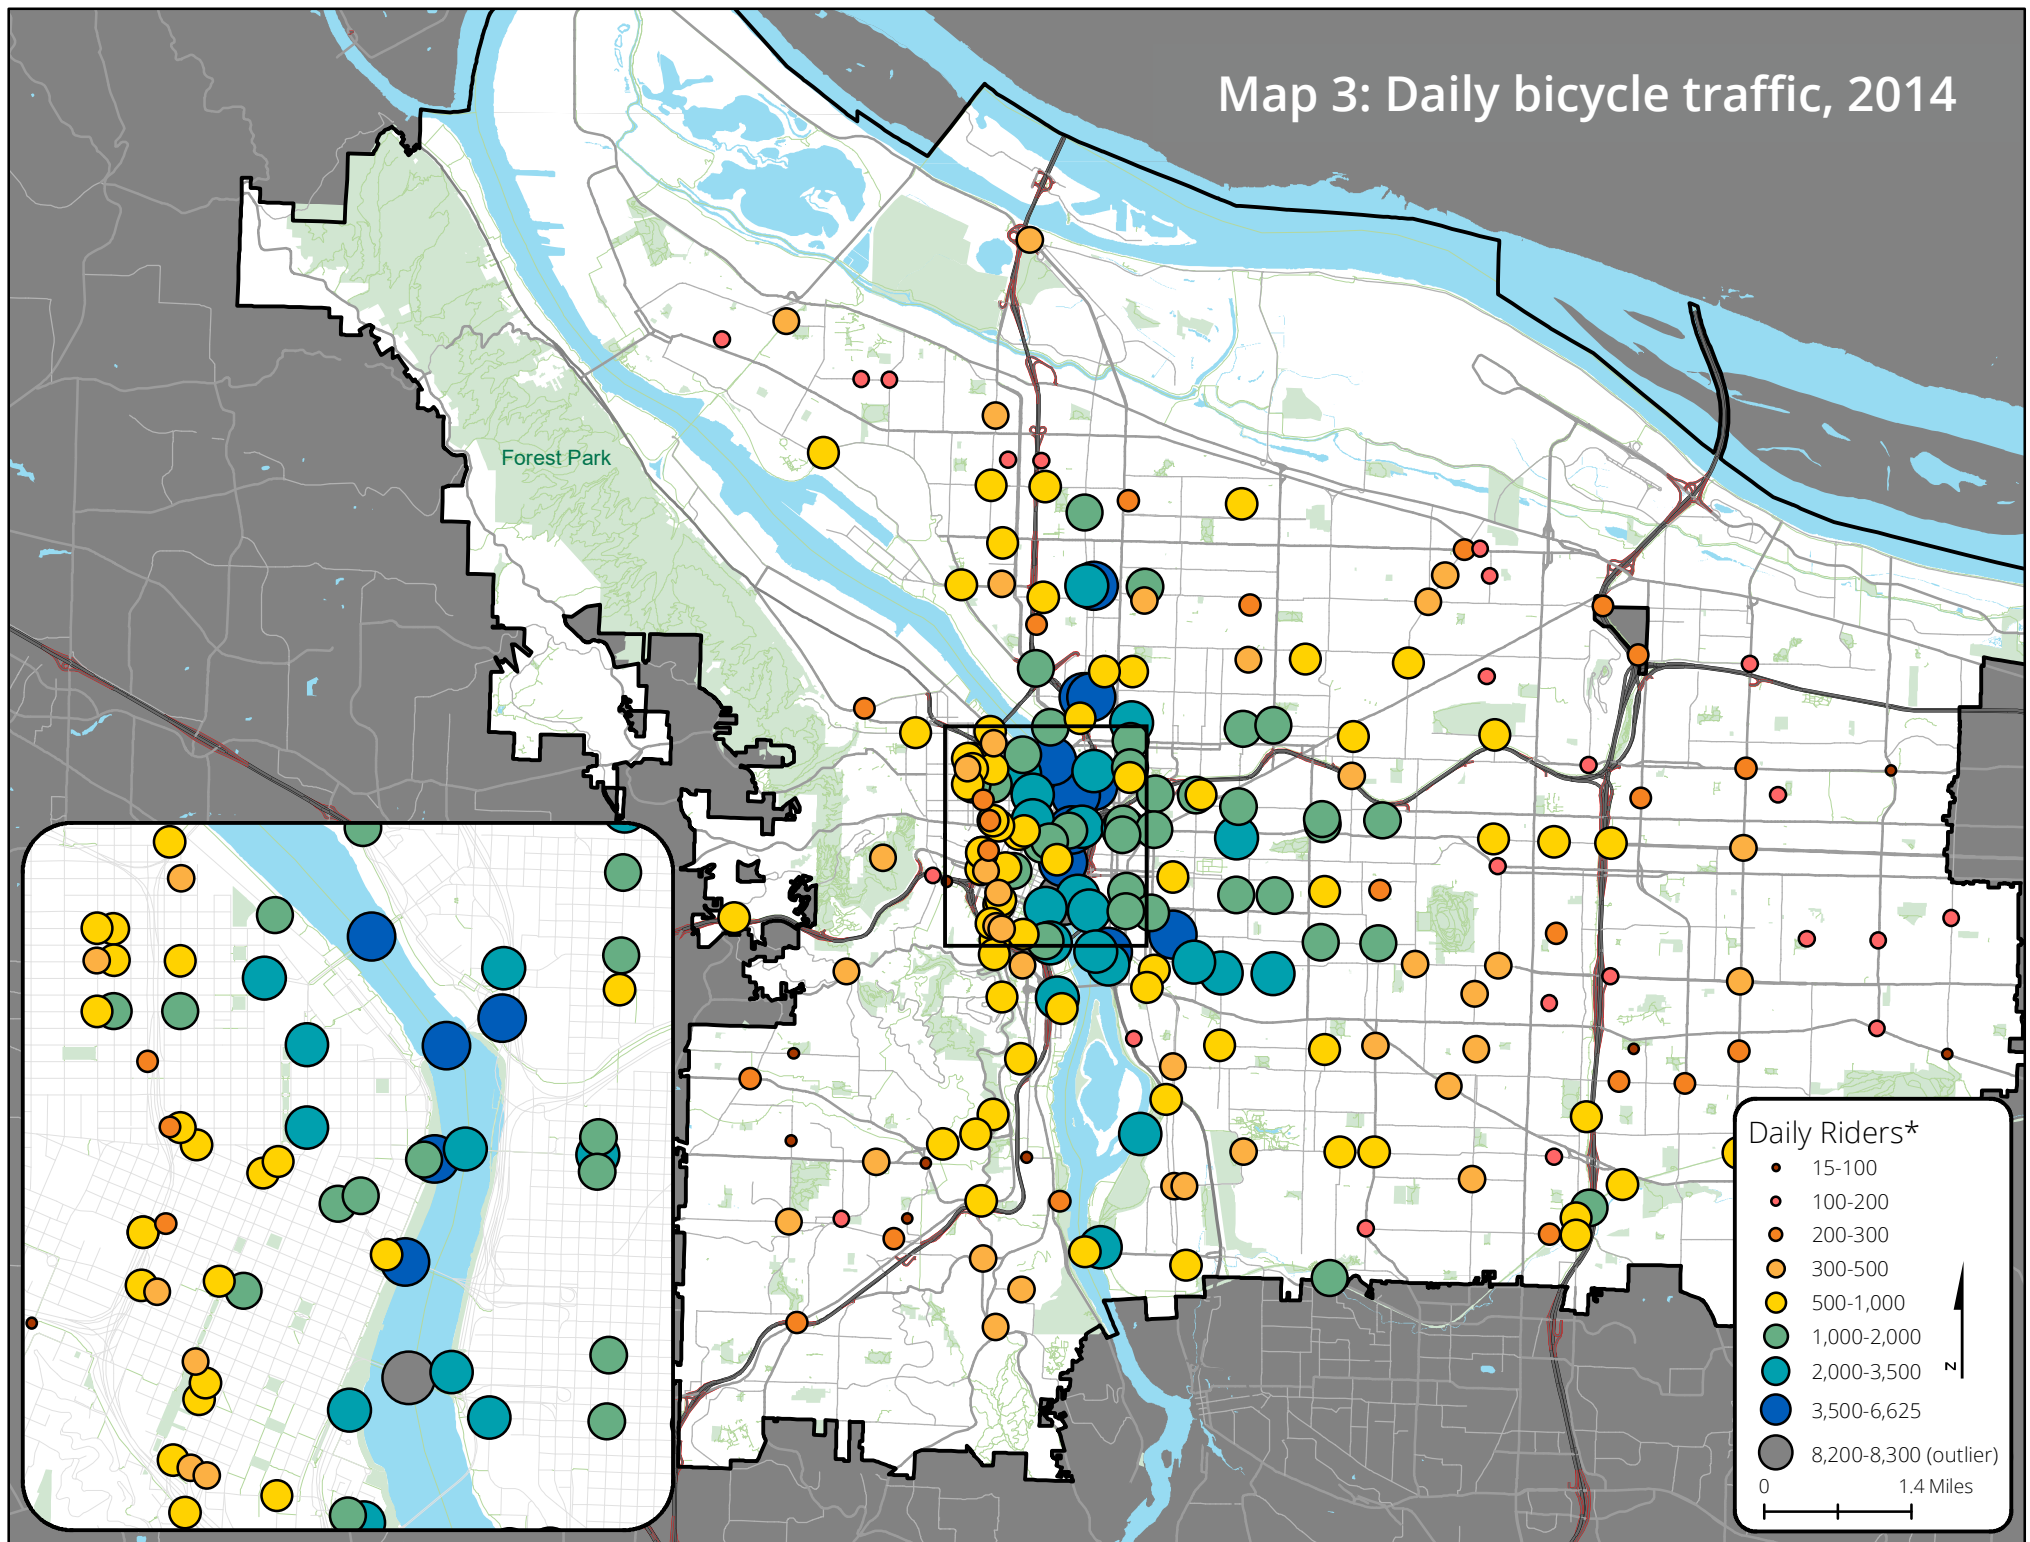 Map 3: Daily bicycle traffic, 2014
Forest Park
Daily Riders*
15-100
100-200
200-300
300-500
500-1,000
1,000-2,000
2,000-3,500
3,500-6,625
8,200-8,300 (outlier)
z
0 1.4 Miles